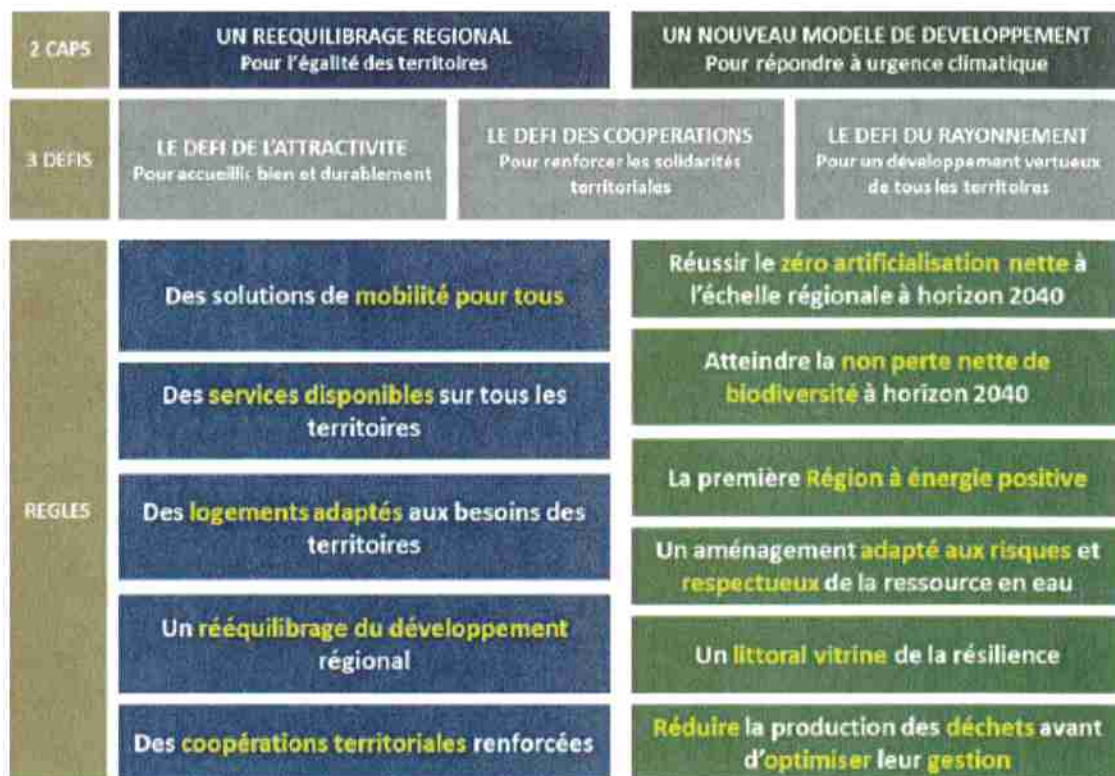 2 CAPS
UN REEQUILIBRAGE REGIONAL
Pour l'égalité des territoires
UN NOUVEAU MODELE DE DEVELOPPEMENT
Pour répondre à urgence climatique
3 DEFIS
LE DEFI DE L'ATTRACTIVITE
Pour accueillir bien et durablement
LE DEFI DES COOPERATIONS
Pour renforcer les solidarités
territoriales
LE DEFI DU RAYONNEMENT
Pour un développement vertueux
de tous les territoires
REGLES
Des solutions de mobilité pour tous
Des services disponibles sur tous les
territoires
Des logements adaptés aux besoins des
territoires
Un rééquilibrage du développement
régional
Des coopérations territoriales renforcées
Réussir le zéro artificialisation nette à
l'échelle régionale à horizon 2040
Atteindre la non perte nette de
biodiversité à horizon 2040
La première Région à énergie positive
Un aménagement adapté aux risques et
respectueux de la ressource en eau
Un littoral vitrine de la résilience
Réduire la production des déchets avant
d'optimiser leur gestion